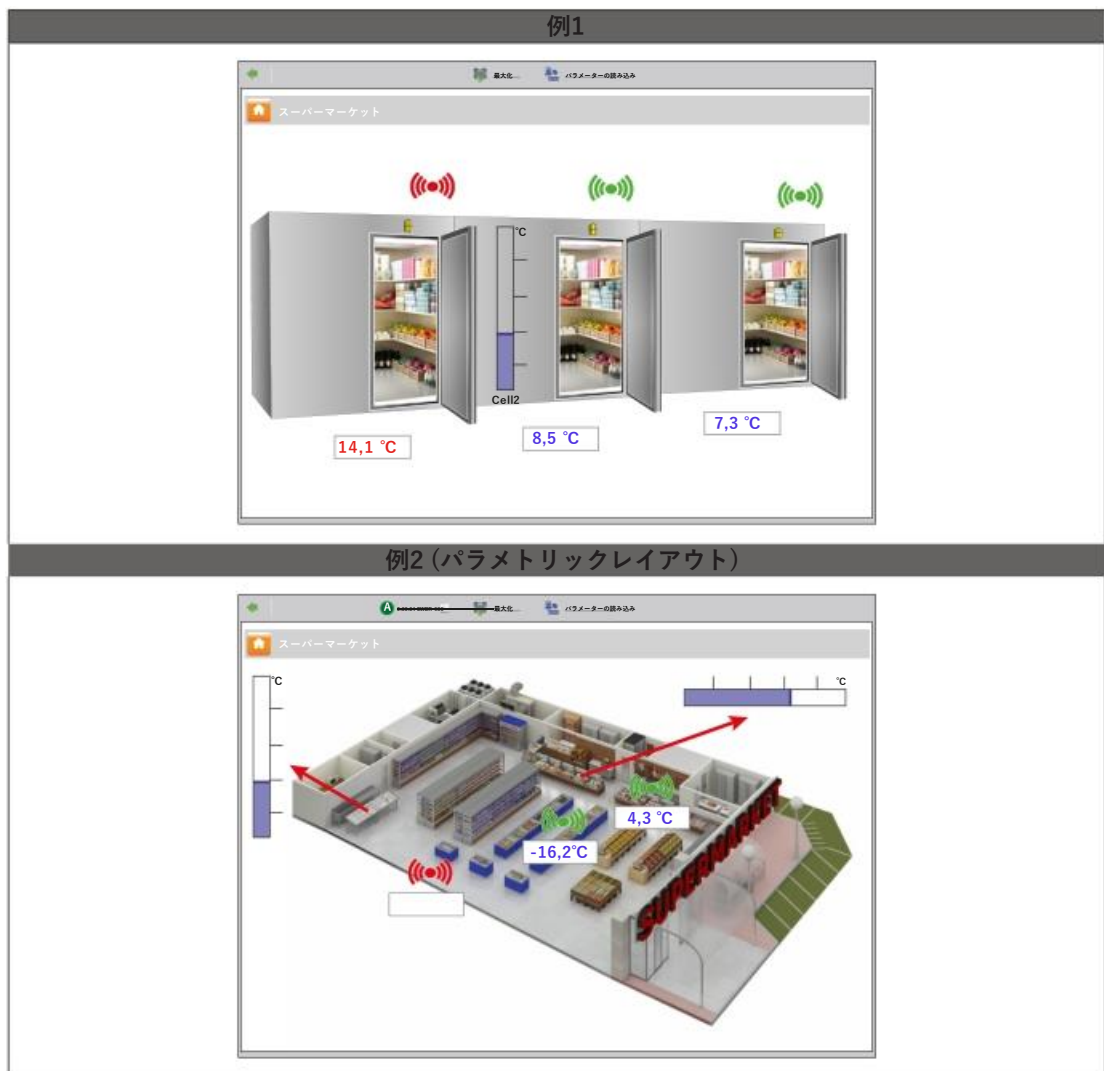 例1
最大化...
パラメーターの読み込み
スーパーマーケット
°C
Cell2
14,1 °C
8,5 °C
7,3 °C
例2 (パラメトリックレイアウト)
A
最大化...
パラメーターの読み込み
スーパーマーケット
°C
°C
4,3 °C
-16,2°C
SUPERMARKET